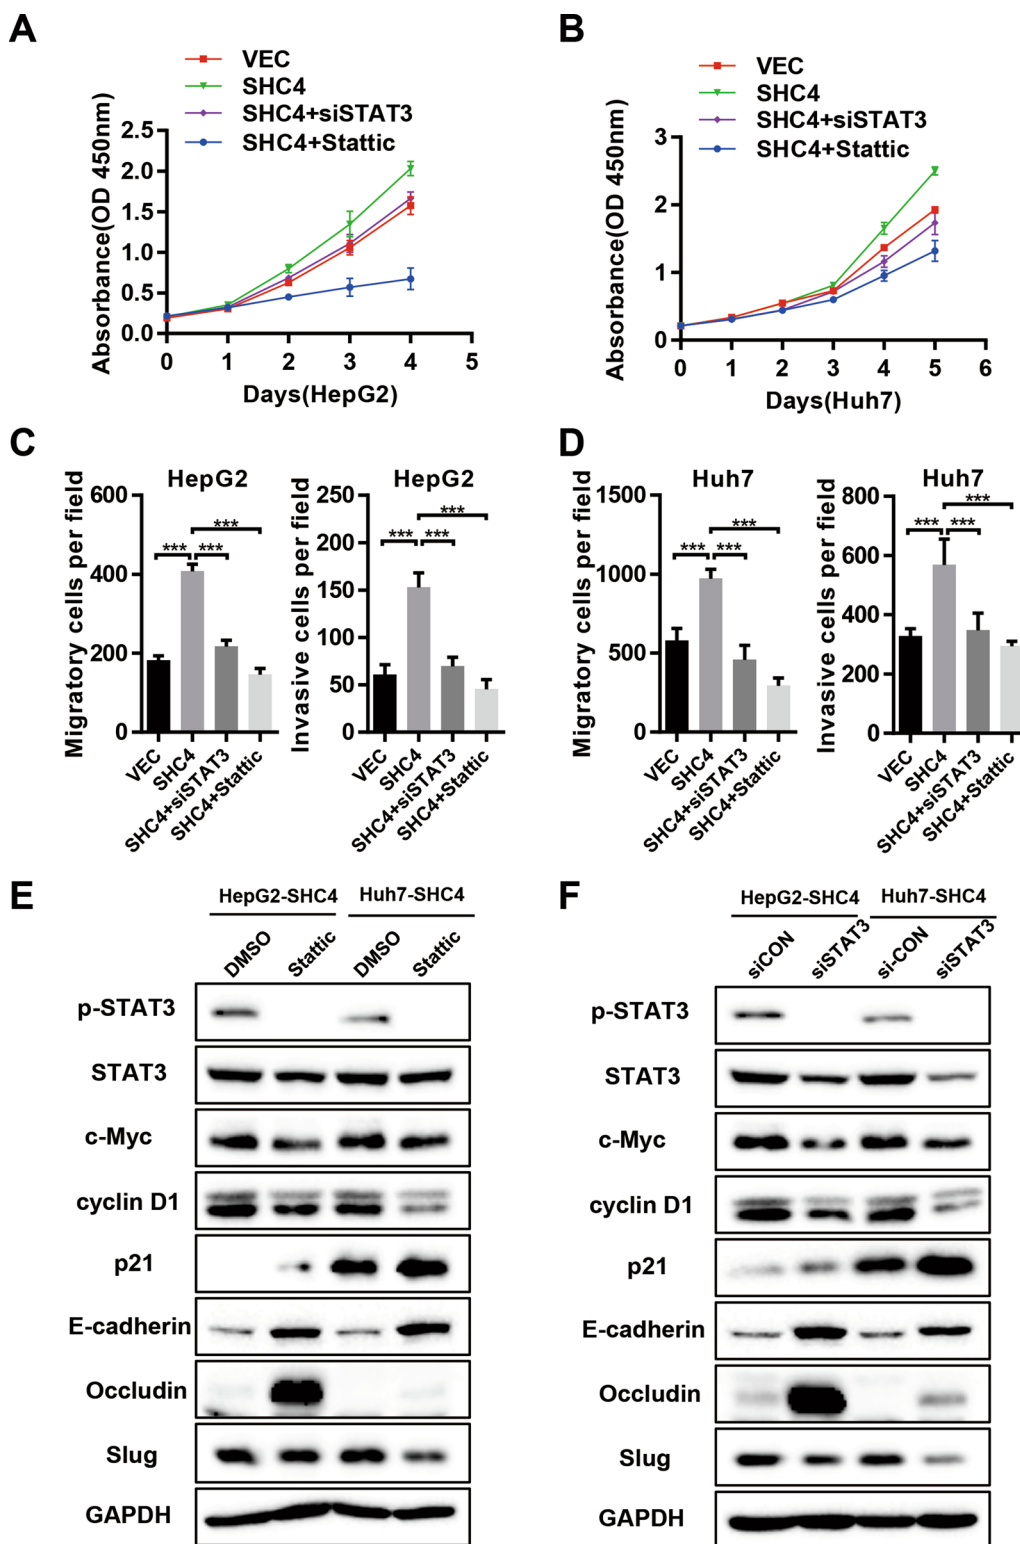 A
VEC
SHC4
SHC4+siSTAT3
SHC4+Stattic
Absorbance(OD 450nm)
2.5
2.0
1.5
1.0
0.5
0.0
0 1 2 3 4 5
Days(HepG2)
B
VEC
SHC4
SHC4+siSTAT3
SHC4+Stattic
Absorbance(OD 450nm)
3
2
1
0
0 1 2 3 4 5 6
Days(Huh7)
C
HepG2
Migratory cells per field
600
400
200
0
*** *** ***
VEC
SHC4
SHC4+siSTAT3
SHC4+Stattic
HepG2
Invasive cells per field
250
200
150
100
50
0
*** *** ***
VEC
SHC4
SHC4+siSTAT3
SHC4+Stattic
D
Huh7
Migratory cells per field
1500
1000
500
0
*** *** ***
VEC
SHC4
SHC4+siSTAT3
SHC4+Stattic
Huh7
Invasive cells per field
800
600
400
200
0
*** *** ***
VEC
SHC4
SHC4+siSTAT3
SHC4+Stattic
E
HepG2-SHC4 Huh7-SHC4
DMSO Stattic DMSO Stattic
p-STAT3
STAT3
c-Myc
cyclin D1
p21
E-cadherin
Occludin
Slug
GAPDH
F
HepG2-SHC4 Huh7-SHC4
siCON siSTAT3 si-CON siSTAT3
p-STAT3
STAT3
c-Myc
cyclin D1
p21
E-cadherin
Occludin
Slug
GAPDH